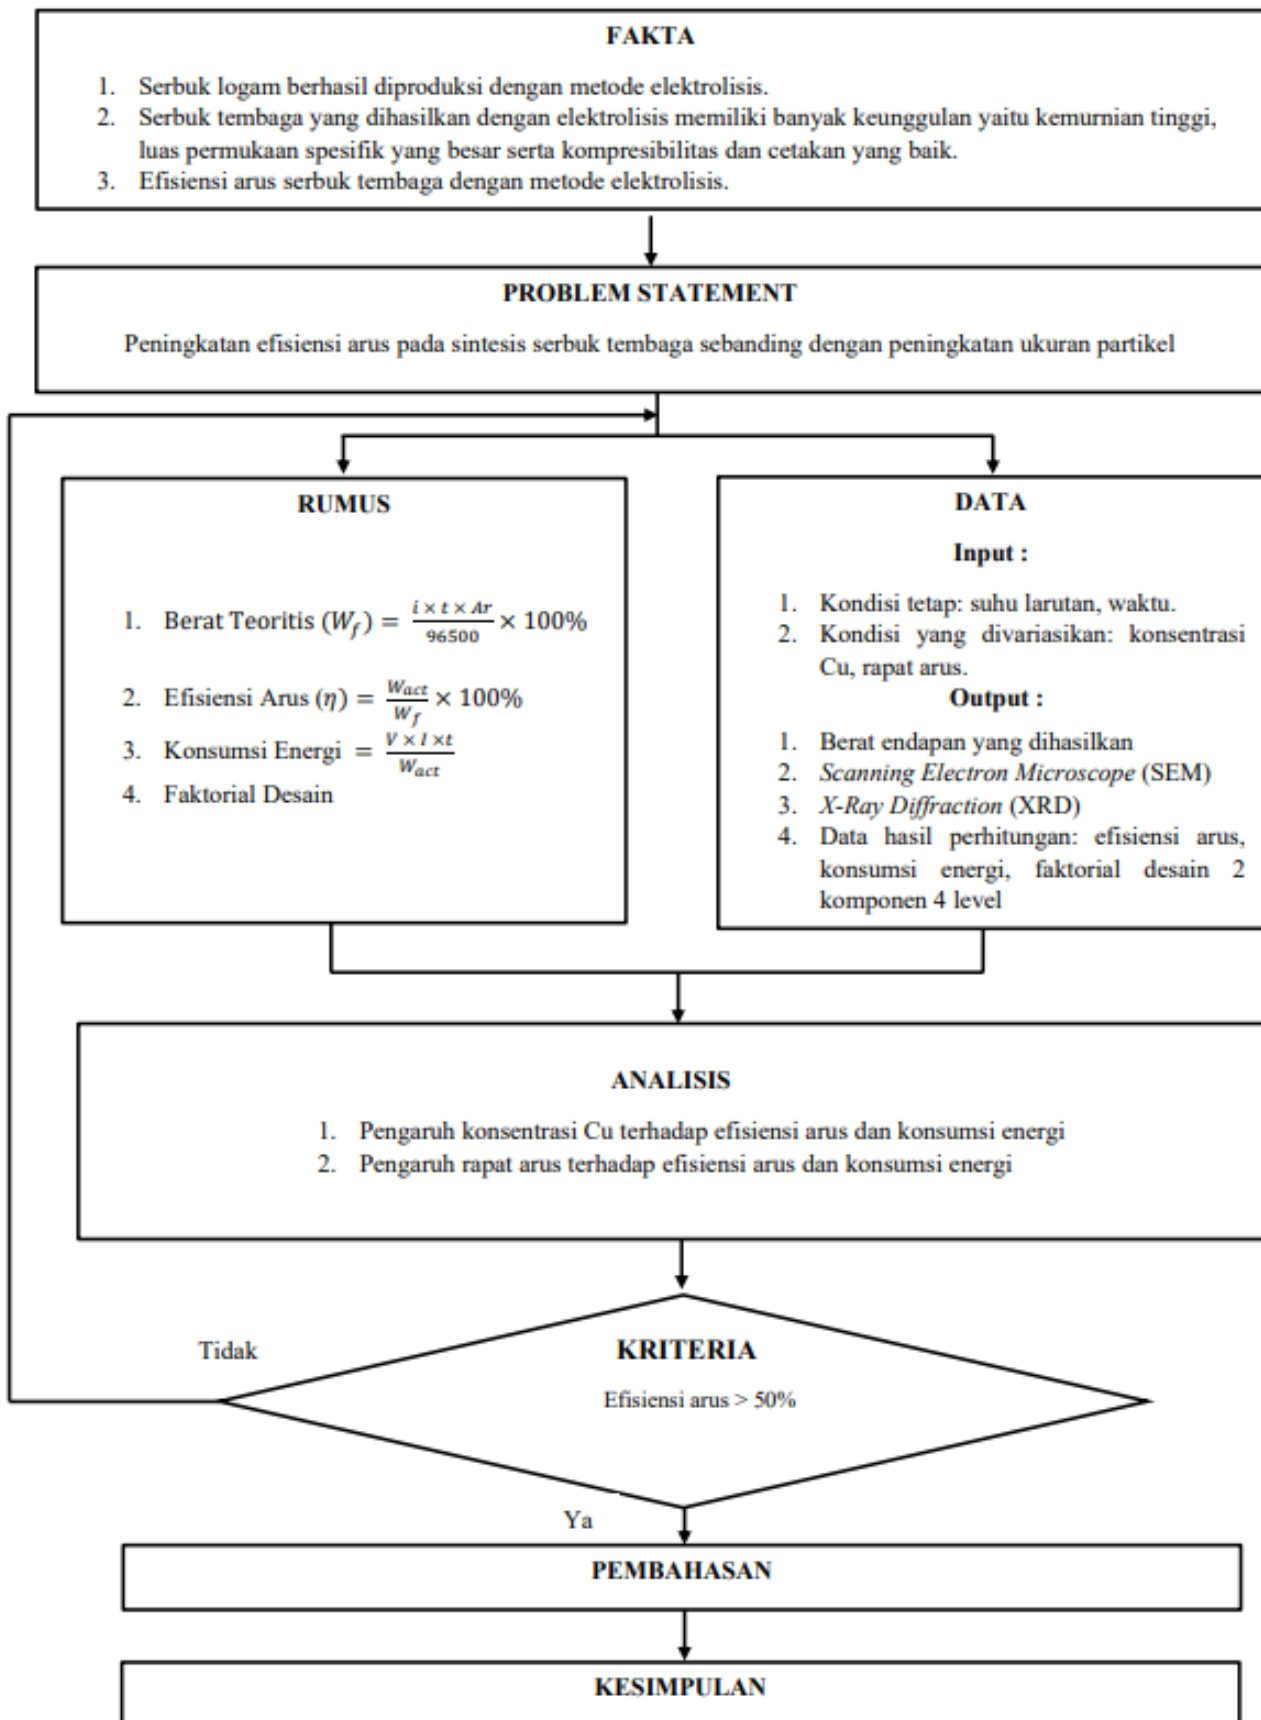 FAKTA
1. Serbuk logam berhasil diproduksi dengan metode elektrolisis.
2. Serbuk tembaga yang dihasilkan dengan elektrolisis memiliki banyak keunggulan yaitu kemurnian tinggi,
luas permukaan spesifik yang besar serta kompresibilitas dan cetakan yang baik.
3. Efisiensi arus serbuk tembaga dengan metode elektrolisis.
PROBLEM STATEMENT
Peningkatan efisiensi arus pada sintesis serbuk tembaga sebanding dengan peningkatan ukuran partikel
RUMUS
1. Berat Teoritis (W_f) = \frac{i × t × Ar}{96500} × 100%
2. Efisiensi Arus (η) = \frac{W_{act}}{W_f} × 100%
3. Konsumsi Energi = \frac{V × I ×t}{W_{act}}
4. Faktorial Desain
DATA
Input :
1. Kondisi tetap: suhu larutan, waktu.
2. Kondisi yang divariasikan: konsentrasi
Cu, rapat arus.
Output :
1. Berat endapan yang dihasilkan
2. Scanning Electron Microscope (SEM)
3. X-Ray Diffraction (XRD)
4. Data hasil perhitungan: efisiensi arus,
konsumsi energi, faktorial desain 2
komponen 4 level
ANALISIS
1. Pengaruh konsentrasi Cu terhadap efisiensi arus dan konsumsi energi
2. Pengaruh rapat arus terhadap efisiensi arus dan konsumsi energi
Tidak
KRITERIA
Efisiensi arus > 50%
Ya
PEMBAHASAN
KESIMPULAN